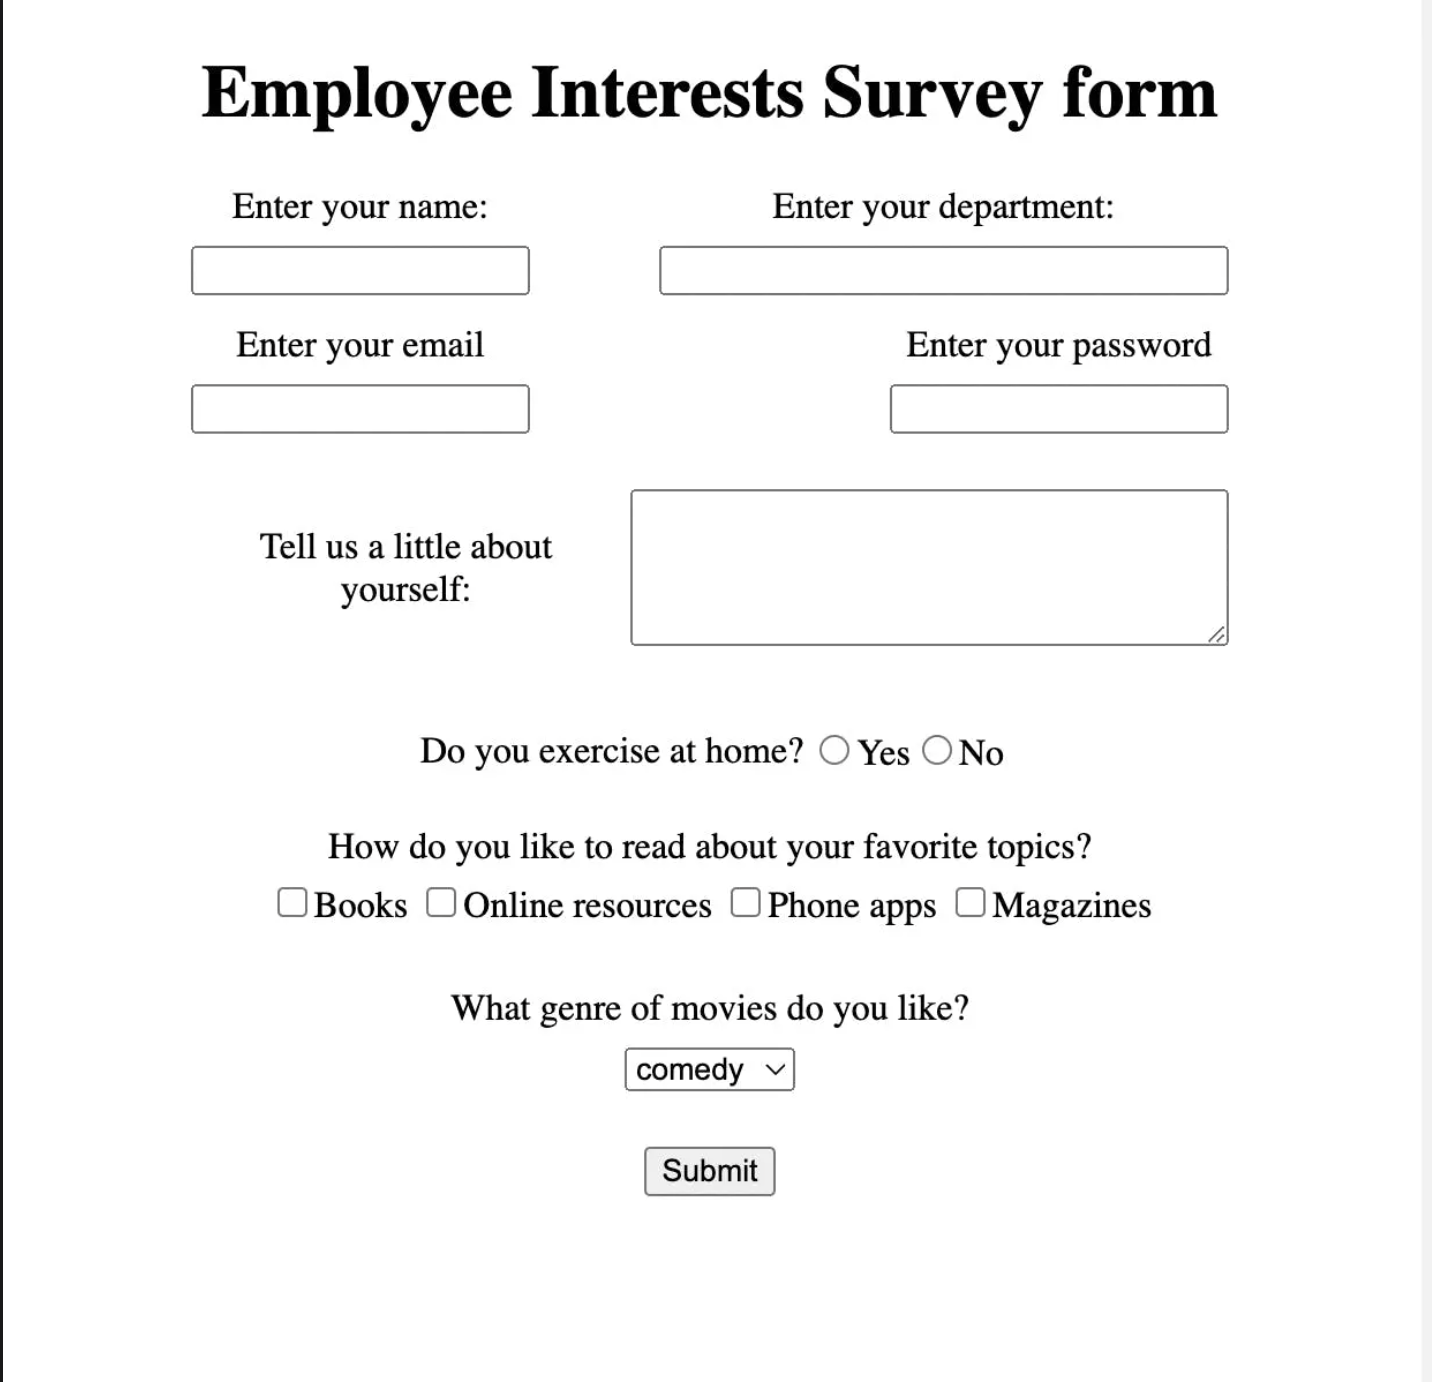 Employee Interests Survey form
Enter your name:
Enter your department:
Enter your email
Enter your password
Tell us a little about
yourself:
Do you exercise at home? Yes No
How do you like to read about your favorite topics?
Books Online resources Phone apps Magazines
What genre of movies do you like?
comedy
Submit